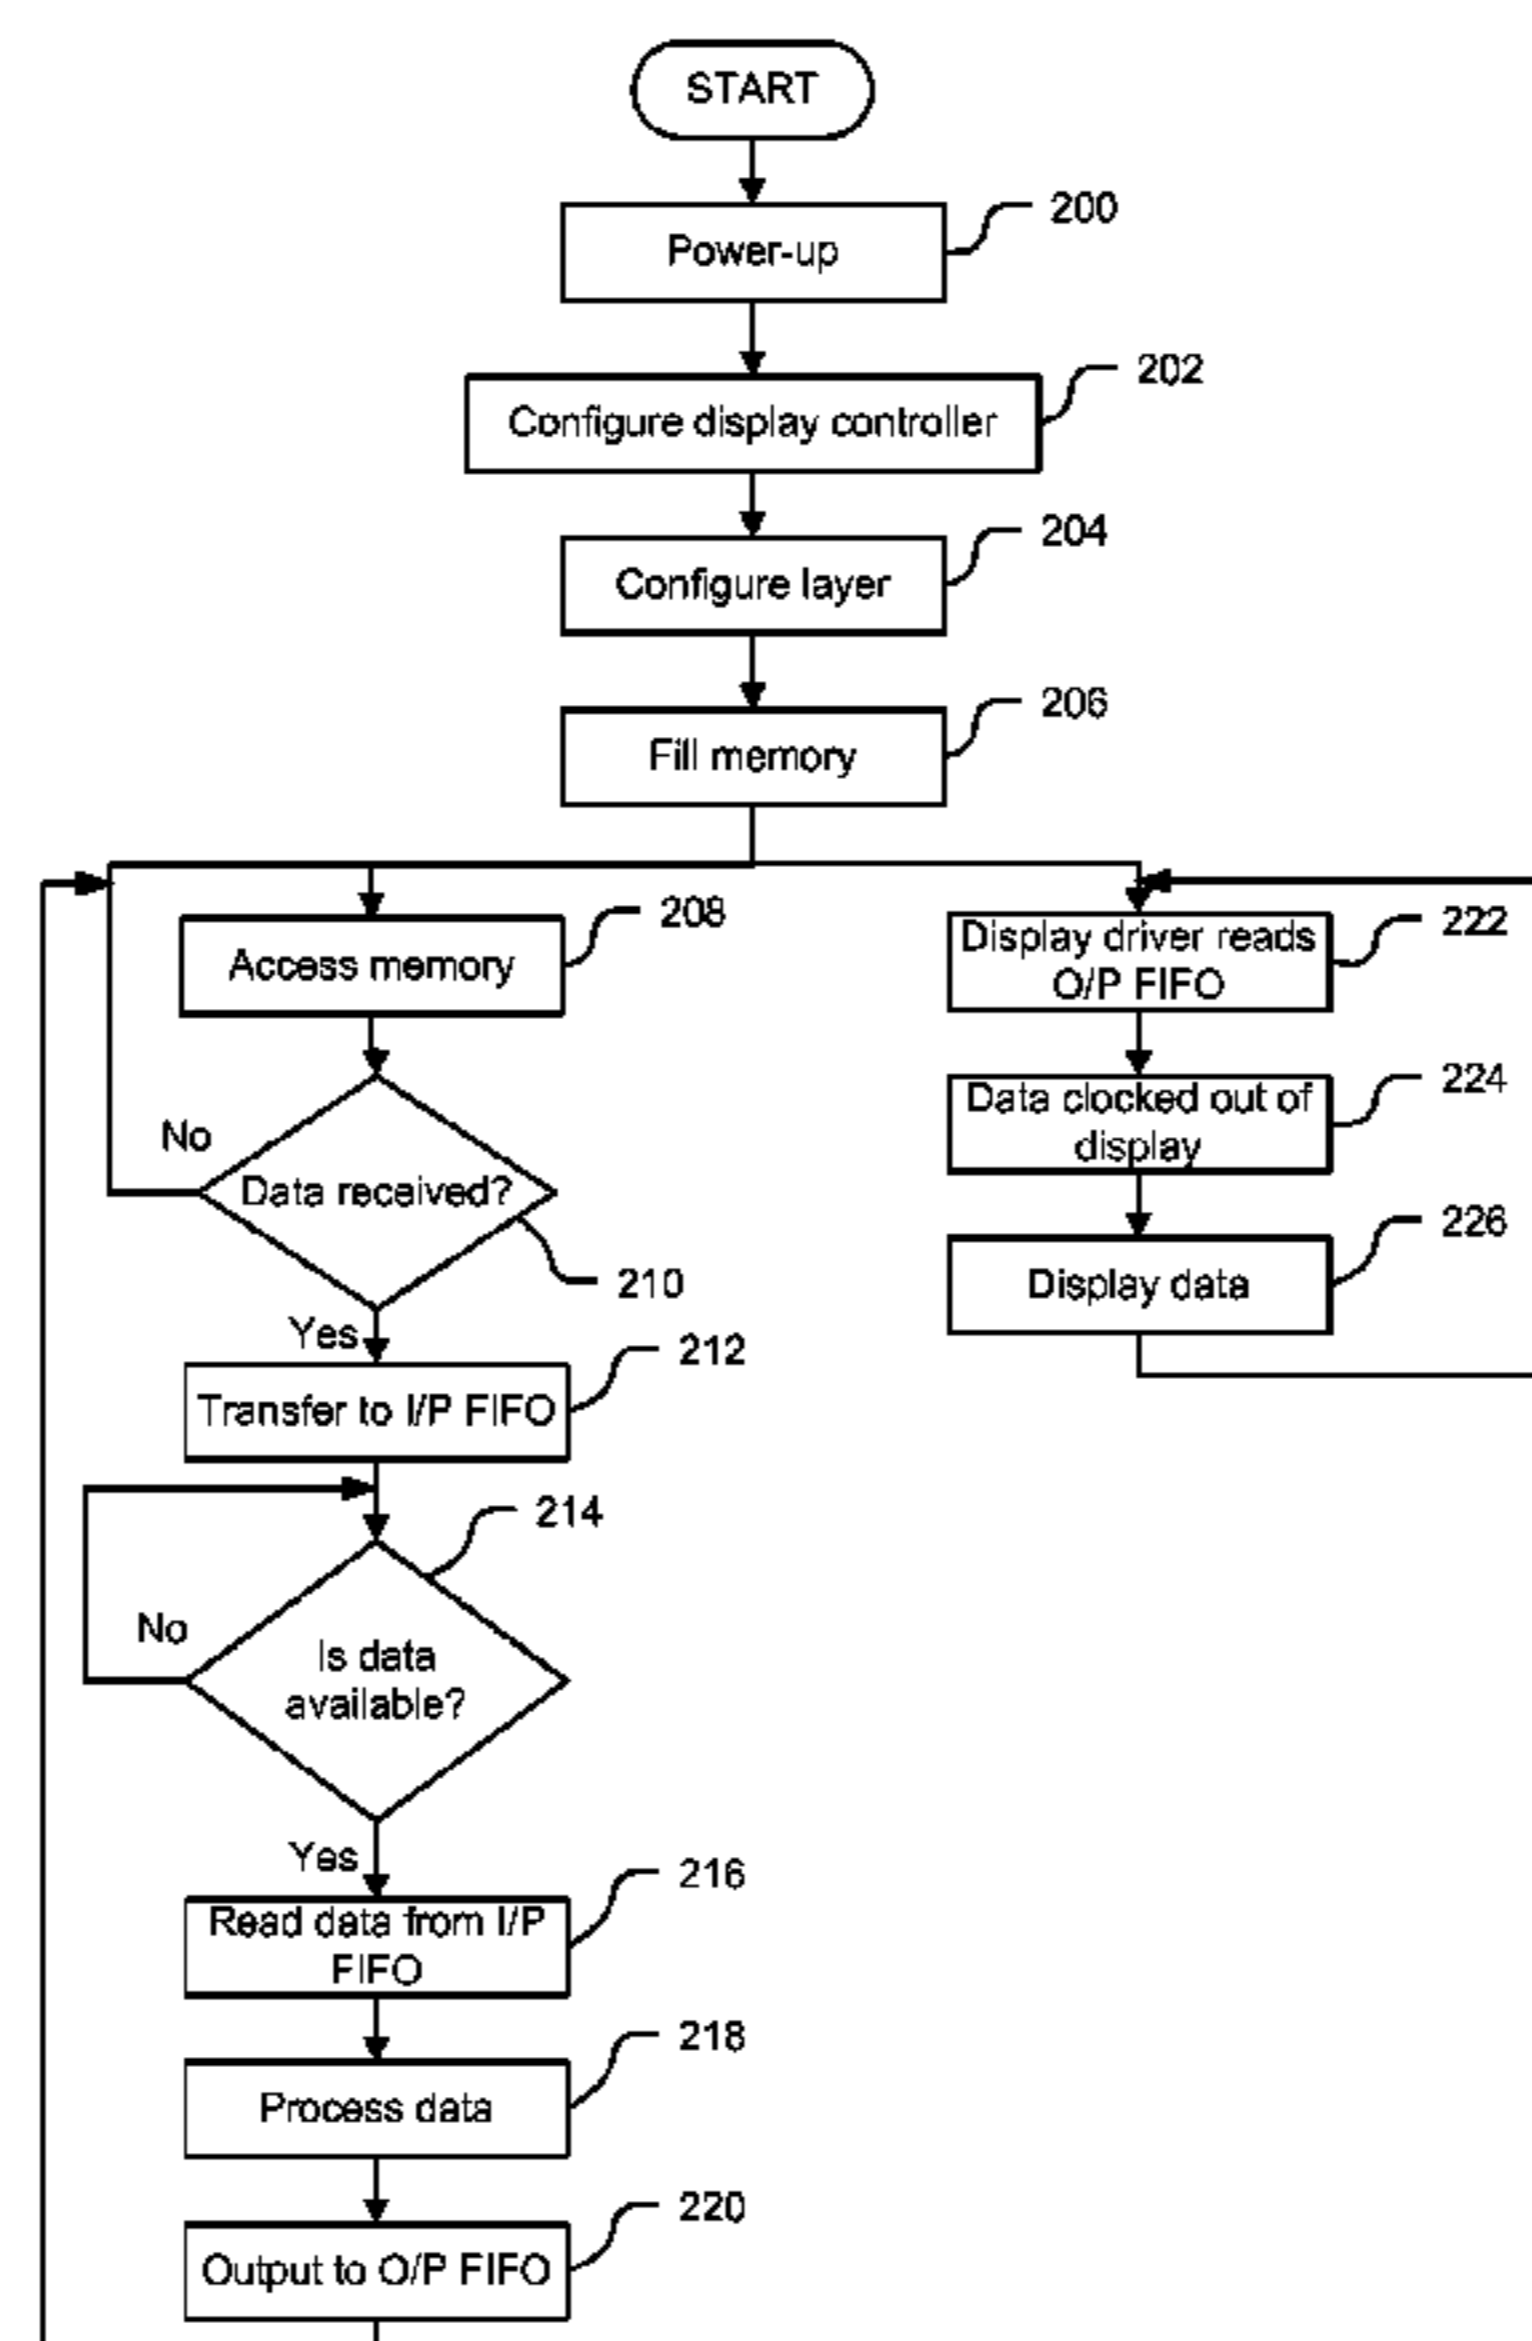 START
Power-up
200
Configure display controller
202
Configure layer
204
Fill memory
206
Access memory
208
No
Data received?
210
Yes
Transfer to I/P FIFO
212
214
No
Is data
available?
Yes
Read data from I/P
FIFO
216
Process data
218
Output to O/P FIFO
220
Display driver reads
O/P FIFO
222
Data clocked out of
display
224
Display data
226